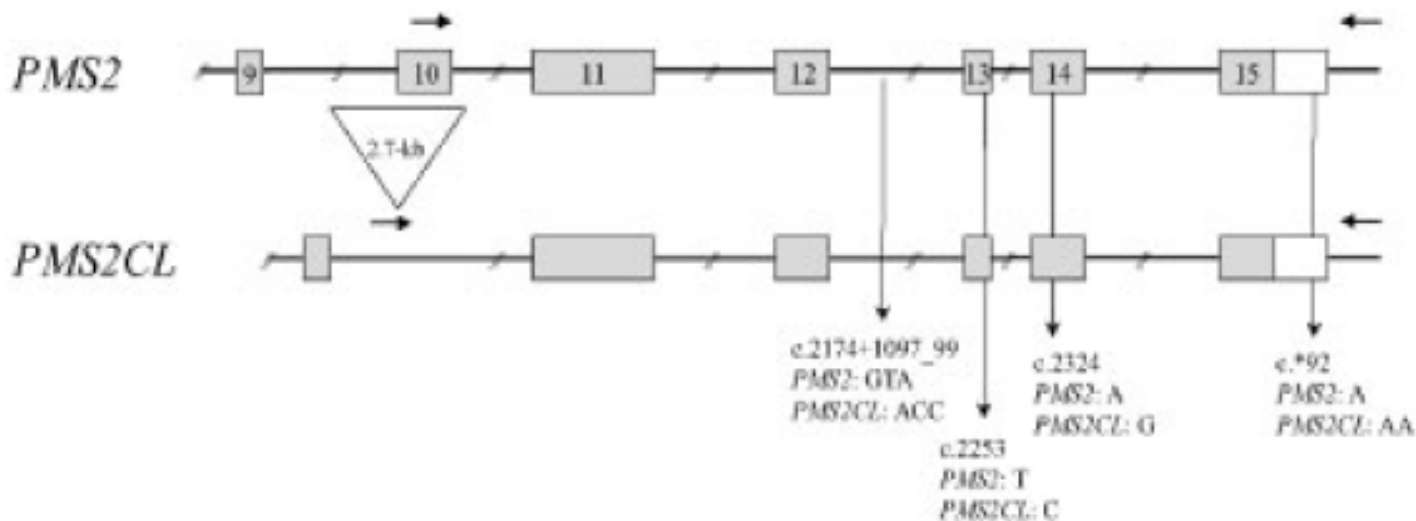 PMS2
9
10
11
12
13
14
15
2.7-kb
PMS2CL
c.2174+1097_99
PMS2: GTA
PMS2CL: ACC
c.2253
PMS2: T
PMS2CL: C
c.2324
PMS2: A
PMS2CL: G
c.*92
PMS2: A
PMS2CL: AA